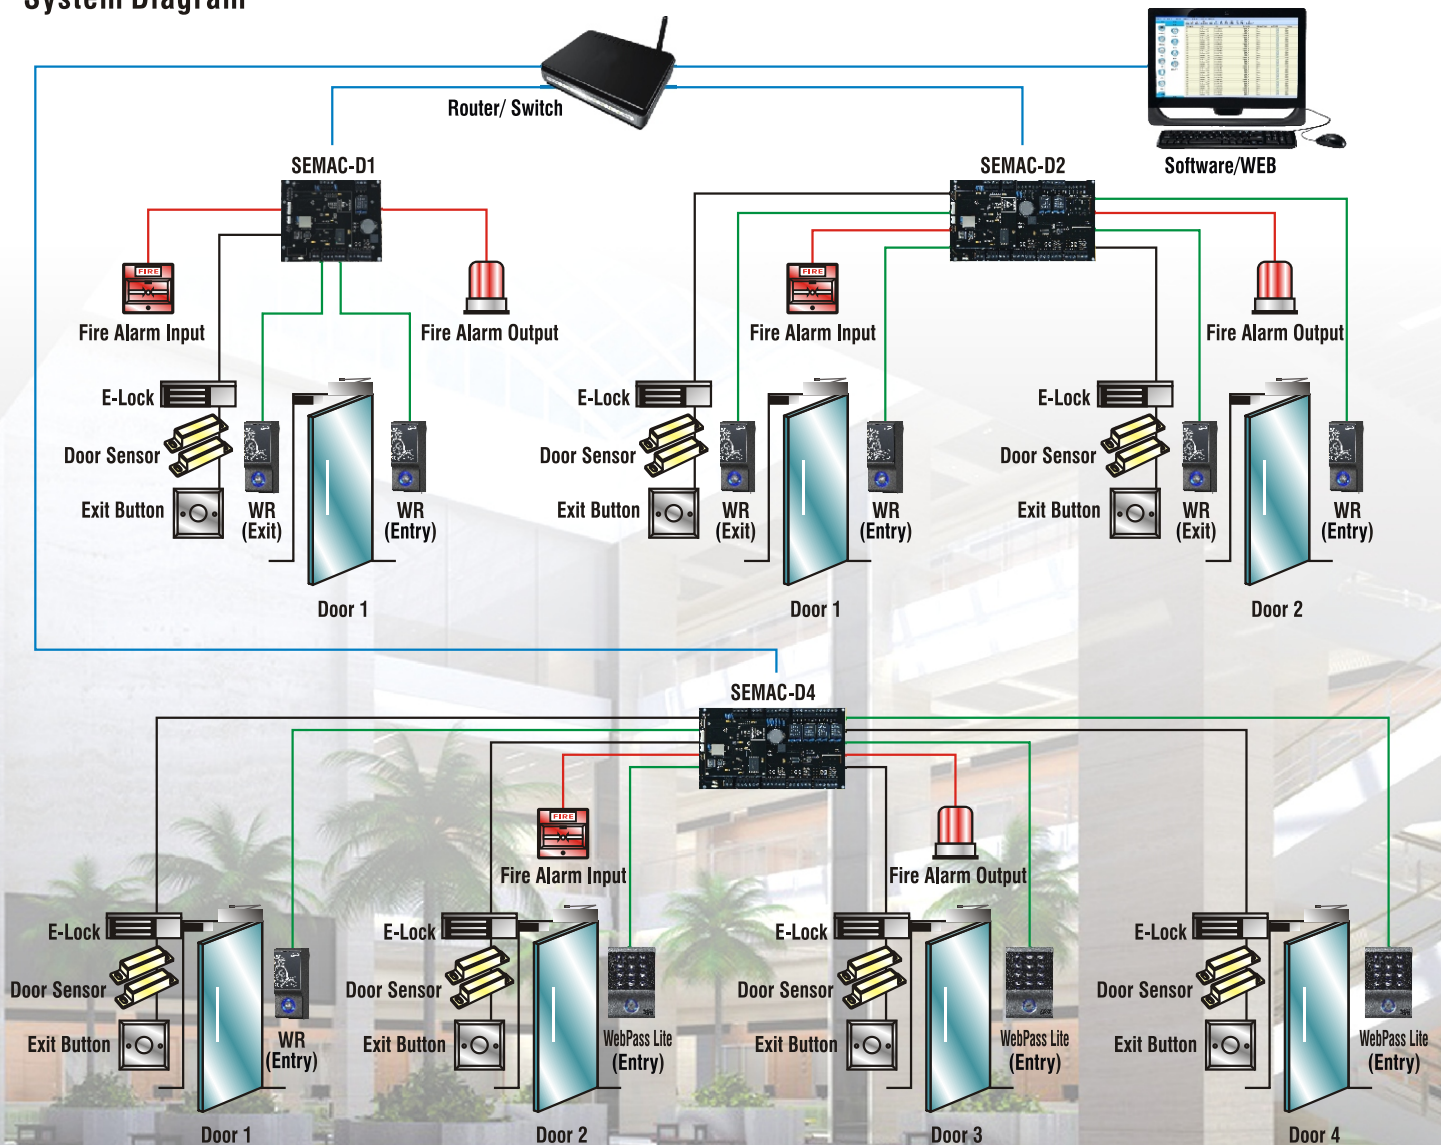 System Diagram
Router/ Switch
Software/WEB
SEMAC-D1
FIRE
Fire Alarm Input
Fire Alarm Output
E-Lock
Door Sensor
Exit Button
WR
(Exit)
WR
(Entry)
Door 1
SEMAC-D2
FIRE
Fire Alarm Input
Fire Alarm Output
E-Lock
Door Sensor
Exit Button
WR
(Exit)
WR
(Entry)
Door 1
E-Lock
Door Sensor
Exit Button
WR
(Exit)
WR
(Entry)
Door 2
SEMAC-D4
FIRE
Fire Alarm Input
Fire Alarm Output
E-Lock
Door Sensor
Exit Button
WR
(Entry)
Door 1
E-Lock
Door Sensor
Exit Button
WebPass Lite
(Entry)
Door 2
E-Lock
Door Sensor
Exit Button
WebPass Lite
(Entry)
Door 3
E-Lock
Door Sensor
Exit Button
WebPass Lite
(Entry)
Door 4